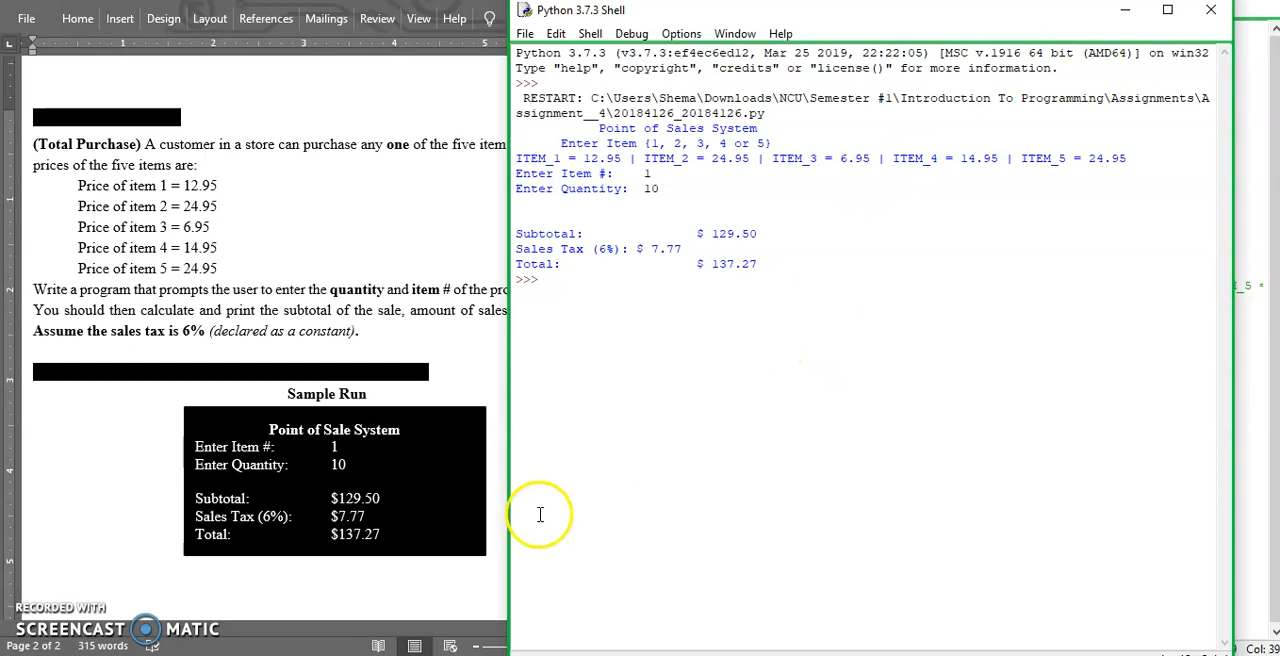 File Home Insert Design Layout References Mailings Review View Help
1 2 3 4 5
(Total Purchase) A customer in a store can purchase any one of the five item
prices of the five items are:
Price of item 1 = 12.95
Price of item 2 = 24.95
Price of item 3 = 6.95
Price of item 4 = 14.95
Price of item 5 = 24.95
Write a program that prompts the user to enter the quantity and item # of the pro
You should then calculate and print the subtotal of the sale, amount of sales
Assume the sales tax is 6% (declared as a constant).
Sample Run
Point of Sale System
Enter Item #: 1
Enter Quantity: 10
Subtotal: $129.50
Sales Tax (6%): $7.77
Total: $137.27
RECORDED WITH
SCREENCAST MATIC
Page 2 of 2 315 words
Python 3.7.3 Shell
File Edit Shell Debug Options Window Help
Python 3.7.3 (v3.7.3:ef4ec6ed12, Mar 25 2019, 22:22:05) [MSC v.1916 64 bit (AMD64)] on win32
Type "help", "copyright", "credits" or "license()" for more information.
>>>
RESTART: C:\Users\Shema\Downloads\NCU\Semester #1\Introduction To Programming\Assignments\A
ssignment__4\20184126_20184126.py
Point of Sales System
Enter Item {1, 2, 3, 4 or 5}
ITEM_1 = 12.95 | ITEM_2 = 24.95 | ITEM_3 = 6.95 | ITEM_4 = 14.95 | ITEM_5 = 24.95
Enter Item #: 1
Enter Quantity: 10
Subtotal: $ 129.50
Sales Tax (6%): $ 7.77
Total: $ 137.27
>>>
_5 =
Col: 39